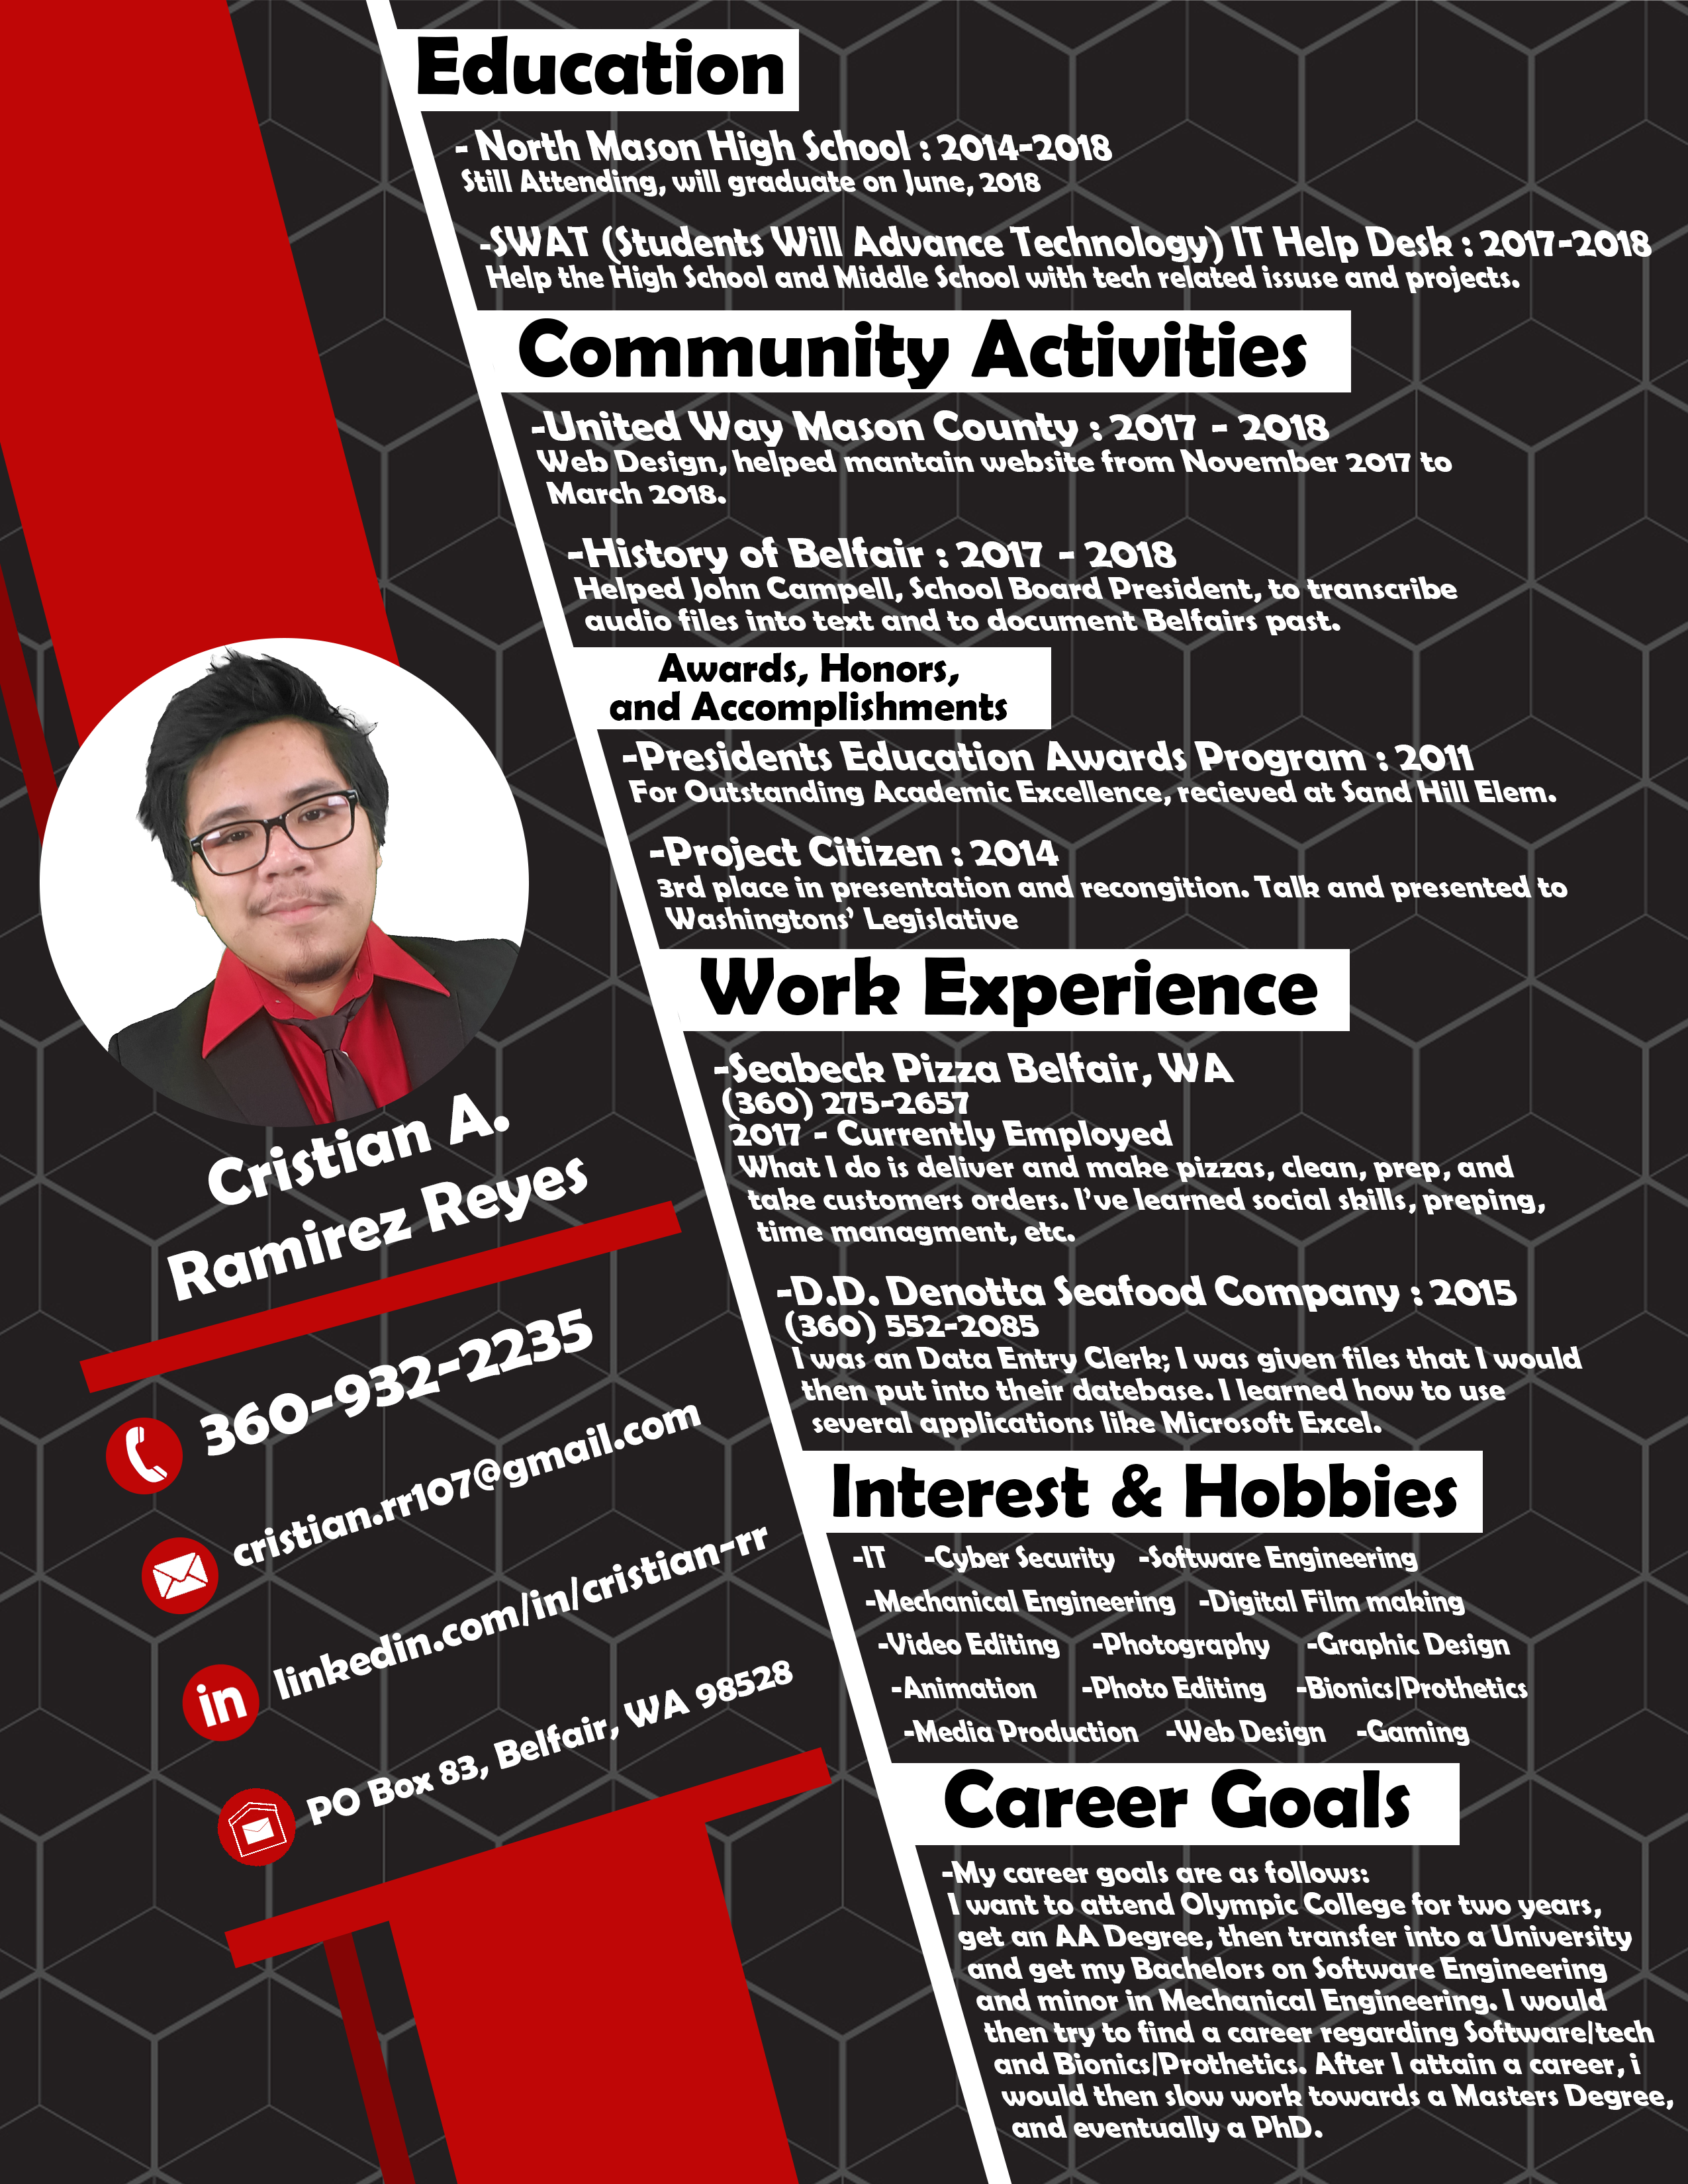 Education
- North Mason High School : 2014-2018
Still Attending, will graduate on June, 2018
-SWAT (Students Will Advance Technology) IT Help Desk : 2017-2018
Help the High School and Middle School with tech related issuse and projects.
Community Activities
-United Way Mason County : 2017 - 2018
Web Design, helped mantain website from November 2017 to
March 2018.
-History of Belfair : 2017 - 2018
Helped John Campell, School Board President, to transcribe
audio files into text and to document Belfairs past.
Awards, Honors,
and Accomplishments
-Presidents Education Awards Program : 2011
For Outstanding Academic Excellence, recieved at Sand Hill Elem.
-Project Citizen : 2014
3rd place in presentation and recongition. Talk and presented to
Washingtons' Legislative
Work Experience
-Seabeck Pizza Belfair, WA
(360) 275-2657
2017 - Currently Employed
What I do is deliver and make pizzas, clean, prep, and
take customers orders. I've learned social skills, preping,
time managment, etc.
-D.D. Denotta Seafood Company : 2015
(360) 552-2085
I was an Data Entry Clerk; I was given files that I would
then put into their datebase. I learned how to use
several applications like Microsoft Excel.
Interest & Hobbies
-IT -Cyber Security -Software Engineering
-Mechanical Engineering -Digital Film making
-Video Editing -Photography -Graphic Design
-Animation -Photo Editing -Bionics/Prothetics
-Media Production -Web Design -Gaming
Career Goals
-My career goals are as follows:
I want to attend Olympic College for two years,
get an AA Degree, then transfer into a University
and get my Bachelors on Software Engineering
and minor in Mechanical Engineering. I would
then try to find a career regarding Software/tech
and Bionics/Prothetics. After I attain a career, i
would then slow work towards a Masters Degree,
and eventually a PhD.
Cristian A.
Ramirez Reyes
360-932-2235
cristian.rr107@gmail.com
in
linkedin.com/in/cristian-rr
PO Box 83, Belfair, WA 98528